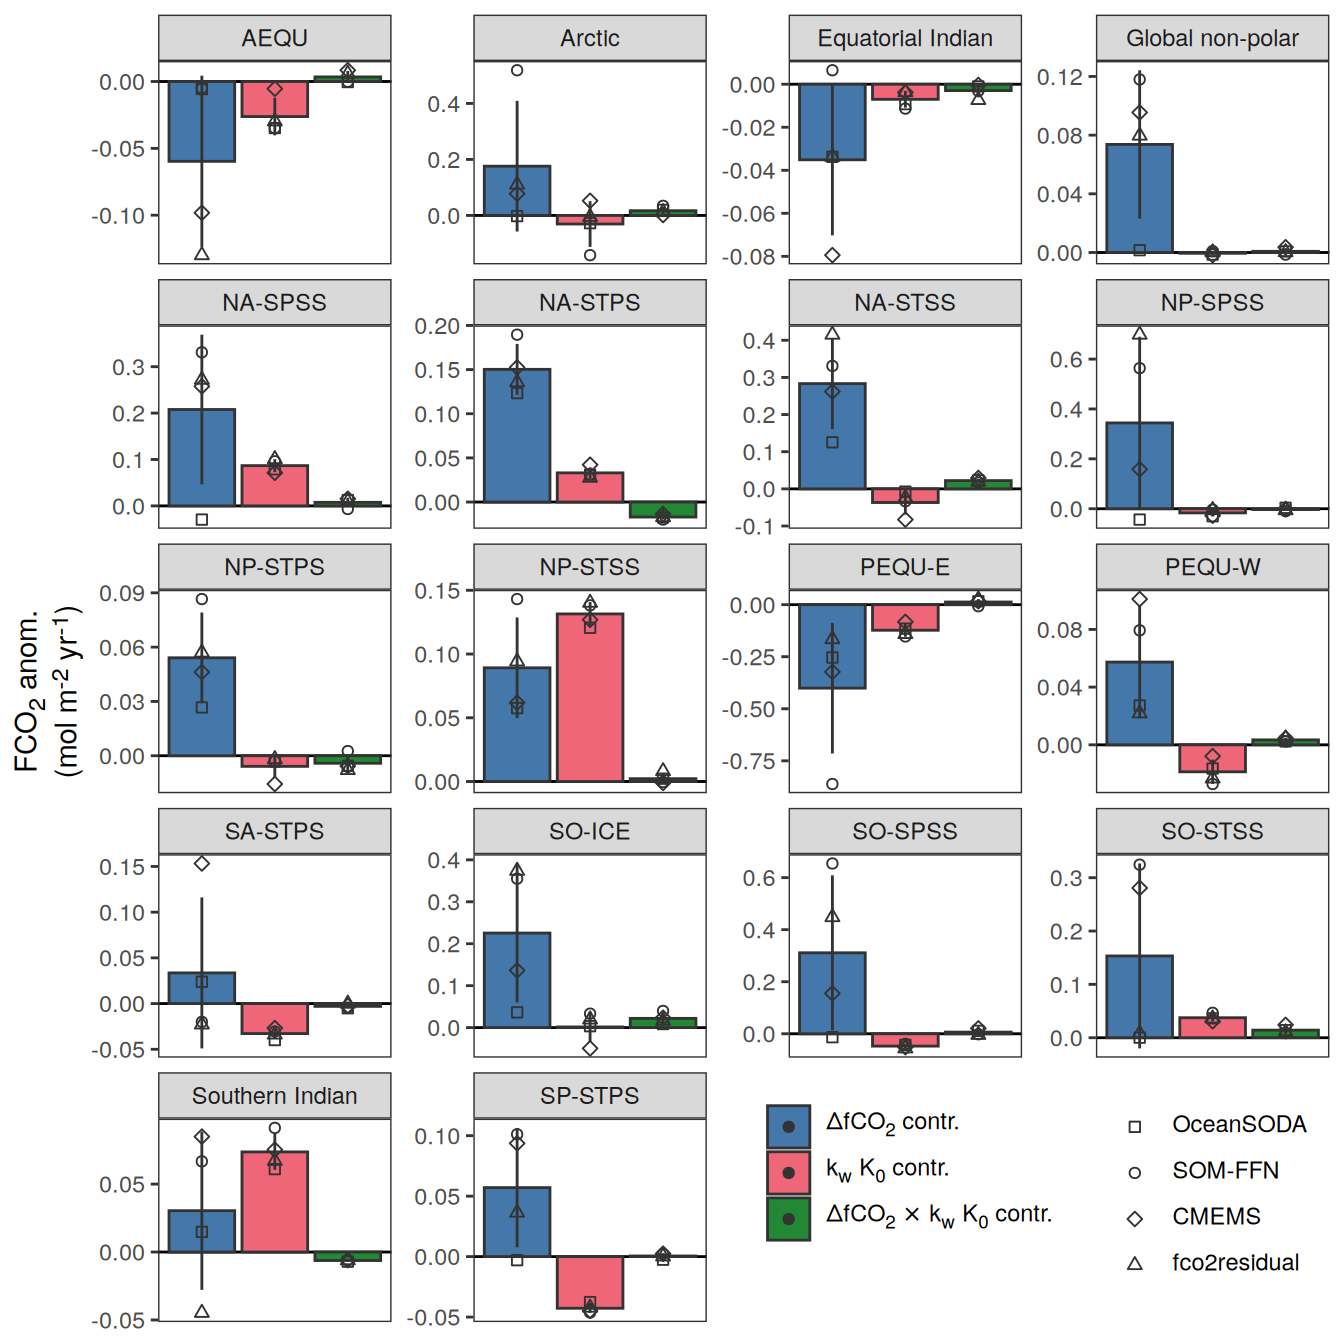 AEQU
Arctic
Equatorial Indian
Global non-polar
0.00
-0.05
-0.10
0.4
0.2
0.0
0.00
-0.02
-0.04
-0.06
-0.08
0.12
0.08
0.04
0.00
NA-SPSS
NA-STPS
NA-STSS
NP-SPSS
0.3
0.2
0.1
0.0
0.20
0.15
0.10
0.05
0.00
0.4
0.3
0.2
0.1
0.0
-0.1
0.6
0.4
0.2
0.0
NP-STPS
NP-STSS
PEQU-E
PEQU-W
0.09
0.06
0.03
0.00
0.15
0.10
0.05
0.00
0.00
-0.25
-0.50
-0.75
0.08
0.04
0.00
FCO₂ anom.
(mol m⁻² yr⁻¹)
SA-STPS
SO-ICE
SO-SPSS
SO-STSS
0.15
0.10
0.05
0.00
-0.05
0.4
0.3
0.2
0.1
0.0
0.6
0.4
0.2
0.0
0.3
0.2
0.1
0.0
Southern Indian
SP-STPS
0.05
0.00
-0.05
0.10
0.05
0.00
-0.05
ΔfCO₂ contr.
k_w K₀ contr.
ΔfCO₂ × k_w K₀ contr.
OceanSODA
SOM-FFN
CMEMS
fco2residual